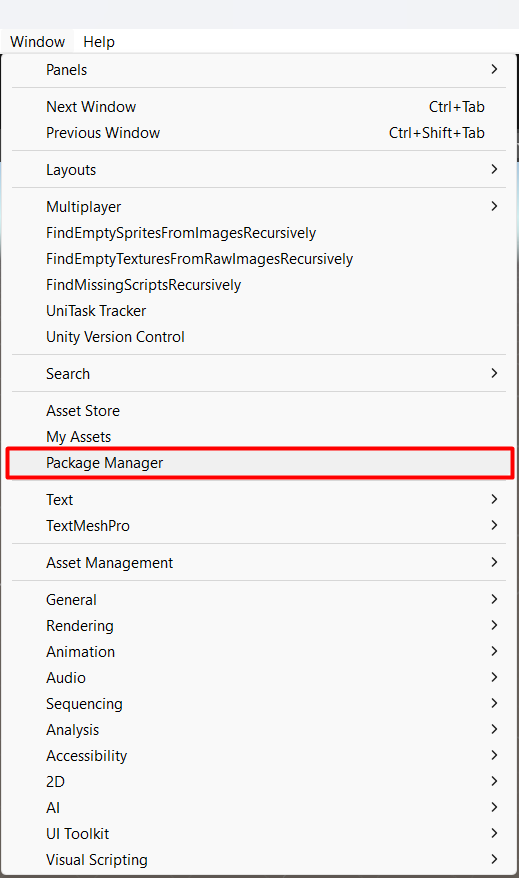 Window Help
Panels
Next Window Ctrl+Tab
Previous Window Ctrl+Shift+Tab
Layouts
Multiplayer
FindEmptySpritesFromImagesRecursively
FindEmptyTexturesFromRawImagesRecursively
FindMissingScriptsRecursively
UniTask Tracker
Unity Version Control
Search
Asset Store
My Assets
Package Manager
Text
TextMeshPro
Asset Management
General
Rendering
Animation
Audio
Sequencing
Analysis
Accessibility
2D
AI
UI Toolkit
Visual Scripting